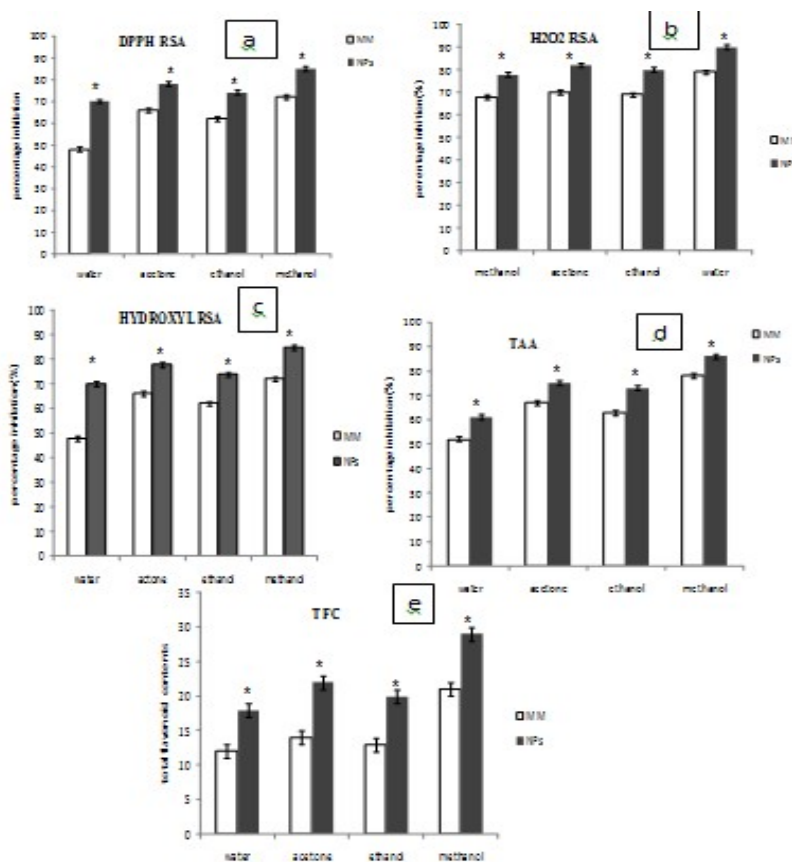 DPPH RSA
a
MM
NPs
percentage inhibition
90
80
70
60
50
40
30
20
10
0
water
acetone
ethanol
methanol
* * * *
H2O2 RSA
b
percentage inhibition(%)
100
90
80
70
60
50
40
30
20
10
0
methanol
acetone
ethanol
water
* * * *
HYDROXYL RSA
c
MM
NPs
percentage inhibition(%)
100
90
80
70
60
50
40
30
20
10
0
water
ethanol
methanol
* * * *
TAA
d
MM
NPs
percentage inhibition(%)
100
90
80
70
60
50
40
30
20
10
0
water
acetone
ethanol
methanol
* * * *
TFC
e
MM
NPs
total flavenoid contents
35
30
25
20
15
10
5
0
water
acetone
ethanol
methanol
* * * *